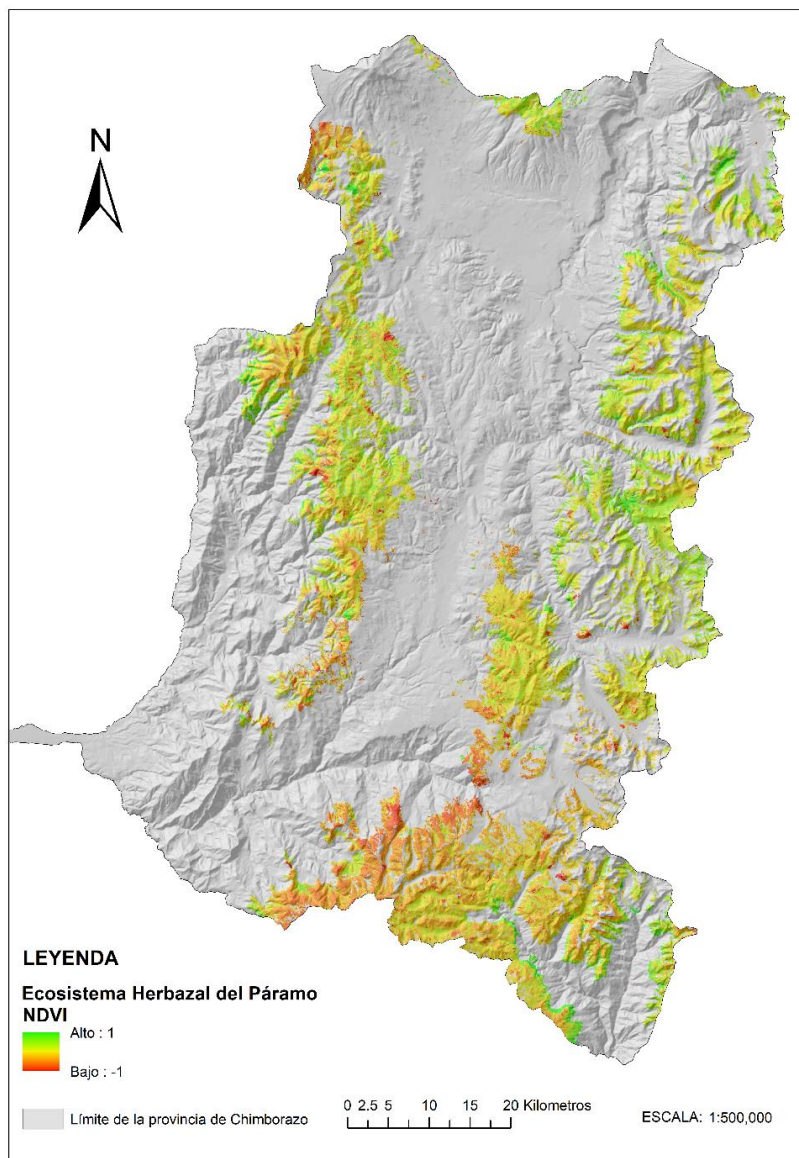 N
LEYENDA
Ecosistema Herbazal del Páramo
NDVI
Alto : 1
Bajo : -1
Límite de la provincia de Chimborazo
0 2.5 5 10 15 20 Kilometros
ESCALA: 1:500,000